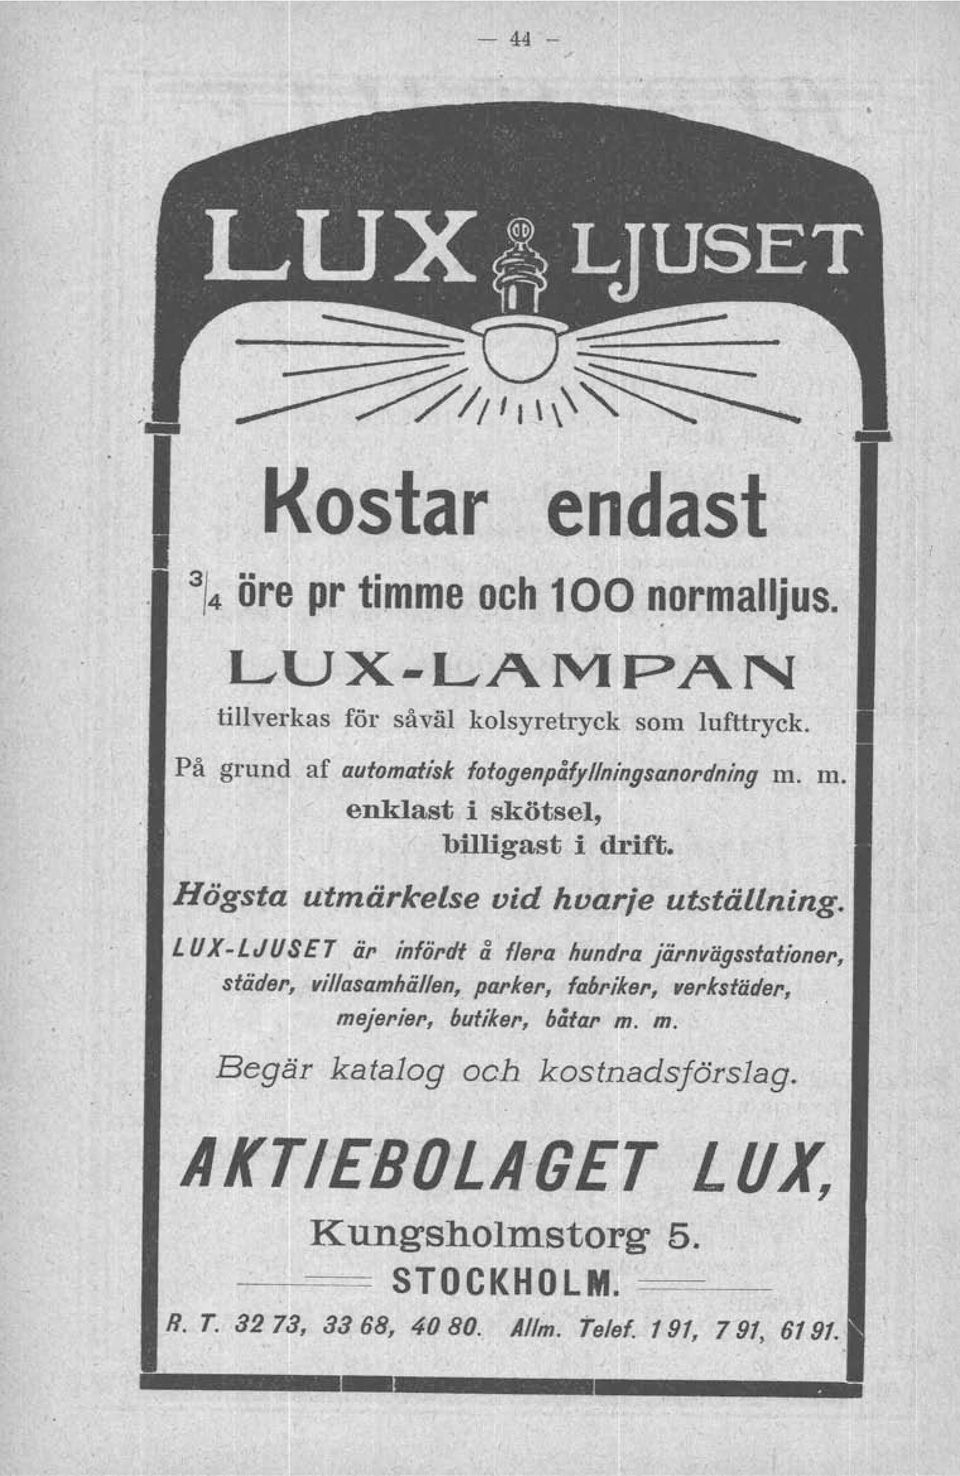 — 44 —
LUX LJUSET
Kostar endast
3/4 öre pr timme och 100 normalljus.
LUX-LAMPAN
tillverkas för såväl kolsyretryck som lufttryck.
På grund af automatisk fotogenpåfyllningsanordning m. m.
enklast i skötsel,
billigast i drift.
Högsta utmärkelse vid hvarje utställning.
LUX-LJUSET är infördt å flera hundra järnvägsstationer,
städer, villasamhällen, parker, fabriker, verkstäder,
mejerier, butiker, båtar m. m.
Begär katalog och kostnadsförslag.
AKTIEBOLAGET LUX,
Kungsholmstorg 5.
STOCKHOLM.
R. T. 32 73, 33 68, 40 80. Allm. Telef. 1 91, 7 91, 61 91.